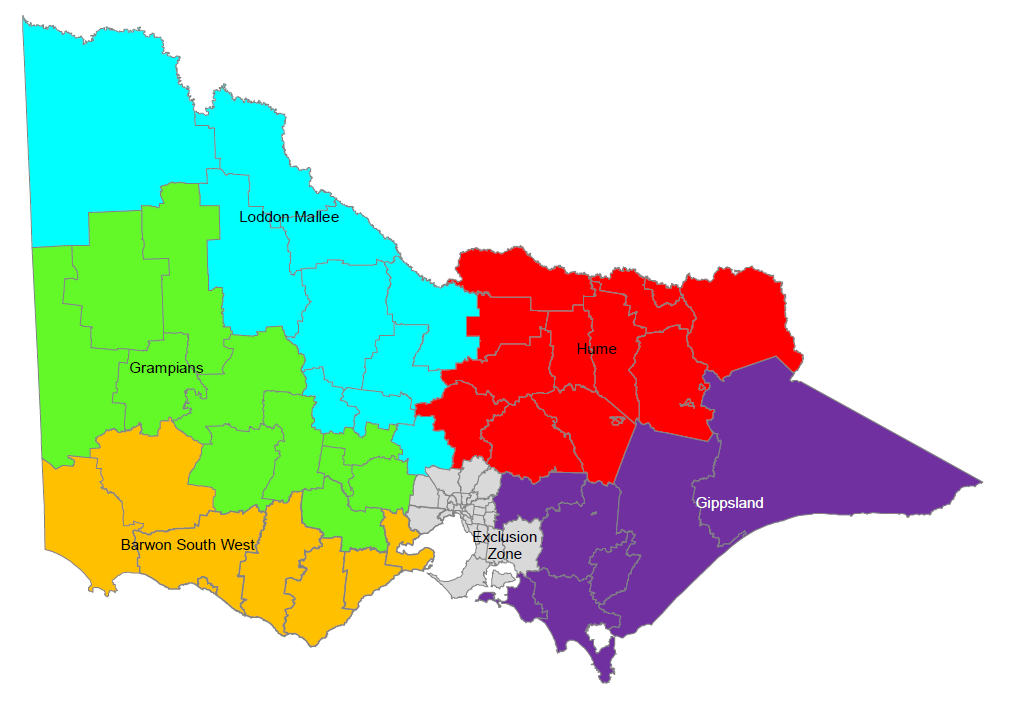 Loddon Mallee
Hume
Grampians
Gippsland
Exclusion
Zone
Barwon South West